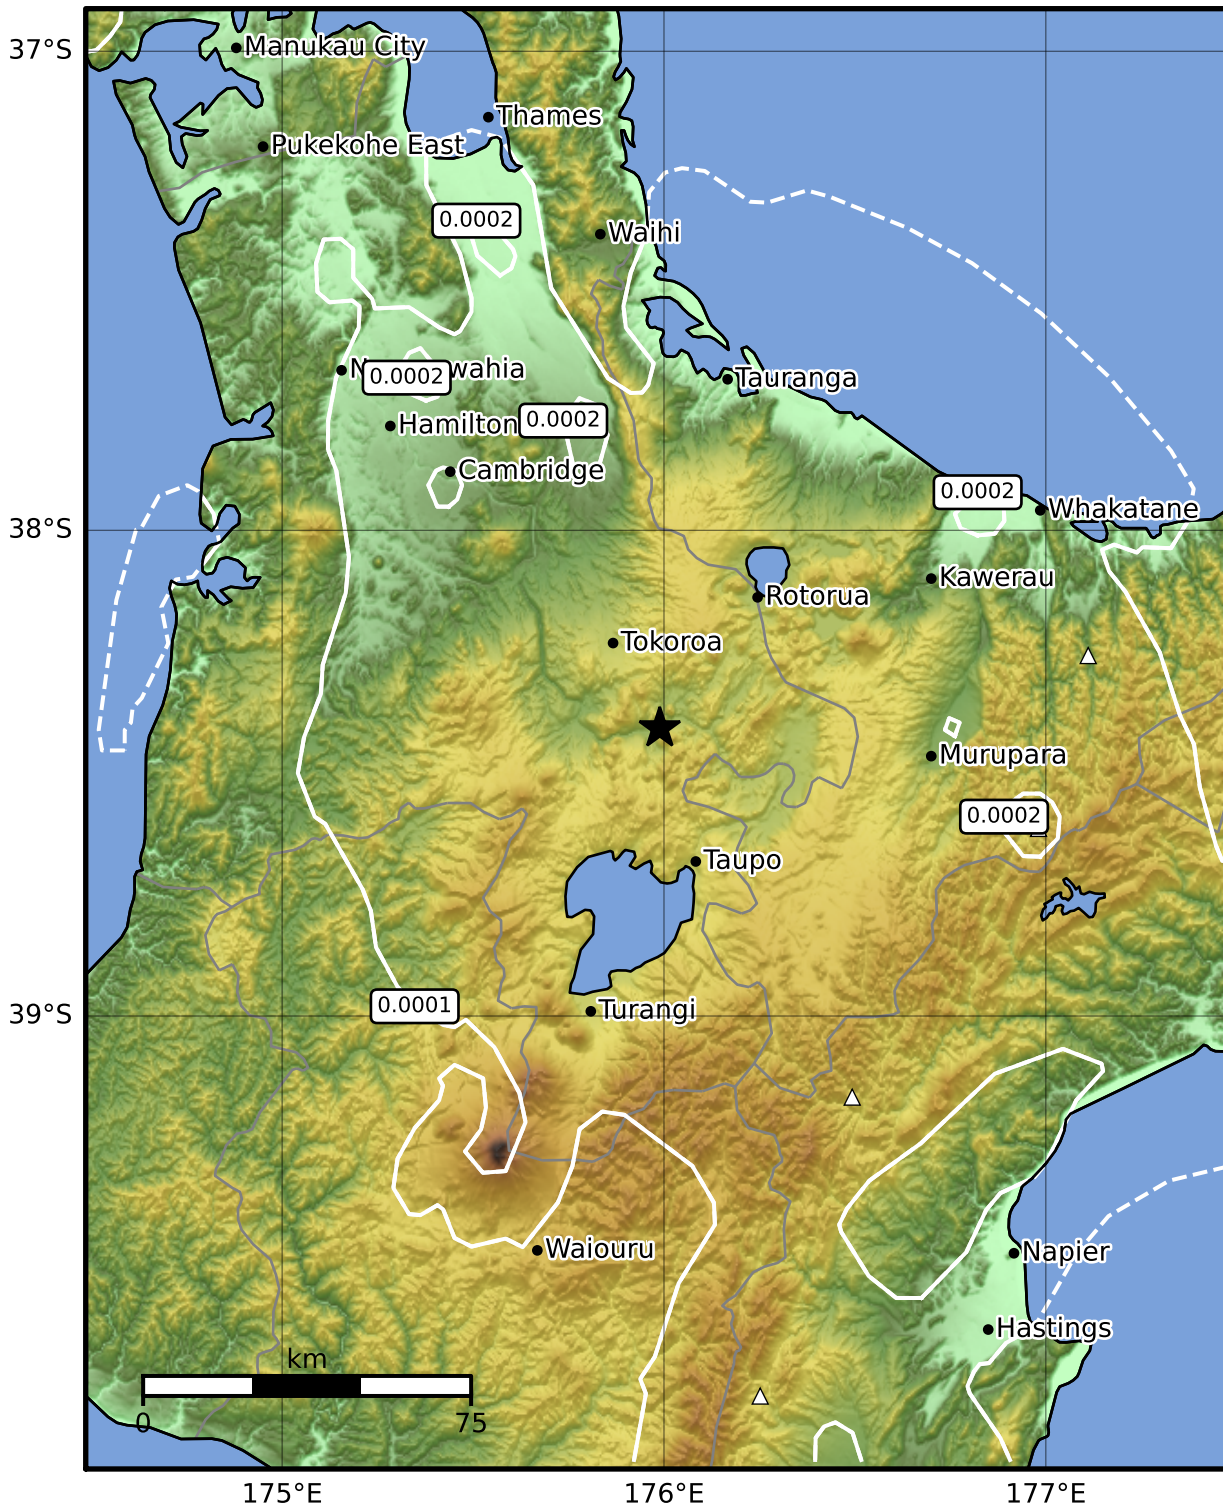 37°S
Manukau City
Thames
Pukekohe East
0.0002
Waihi
0.0002
Tauranga
Hamilton
0.0002
Cambridge
0.0002
Whakatane
38°S
Kawerau
Rotorua
Tokoroa
Murupara
0.0002
Taupo
0.0001
Turangi
39°S
Waiouru
Napier
Hastings
km
0
75
175°E
176°E
177°E